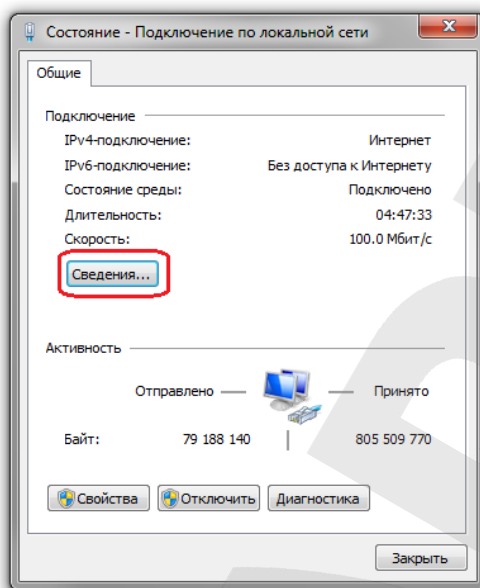 Состояние - Подключение по локальной сети
Общие
Подключение
IPv4-подключение: Интернет
IPv6-подключение: Без доступа к Интернету
Состояние среды: Подключено
Длительность: 04:47:33
Скорость: 100.0 Мбит/с
Сведения...
Активность
Отправлено — Принято
Байт: 79 188 140 | 805 509 770
Свойства Отключить Диагностика
Закрыть